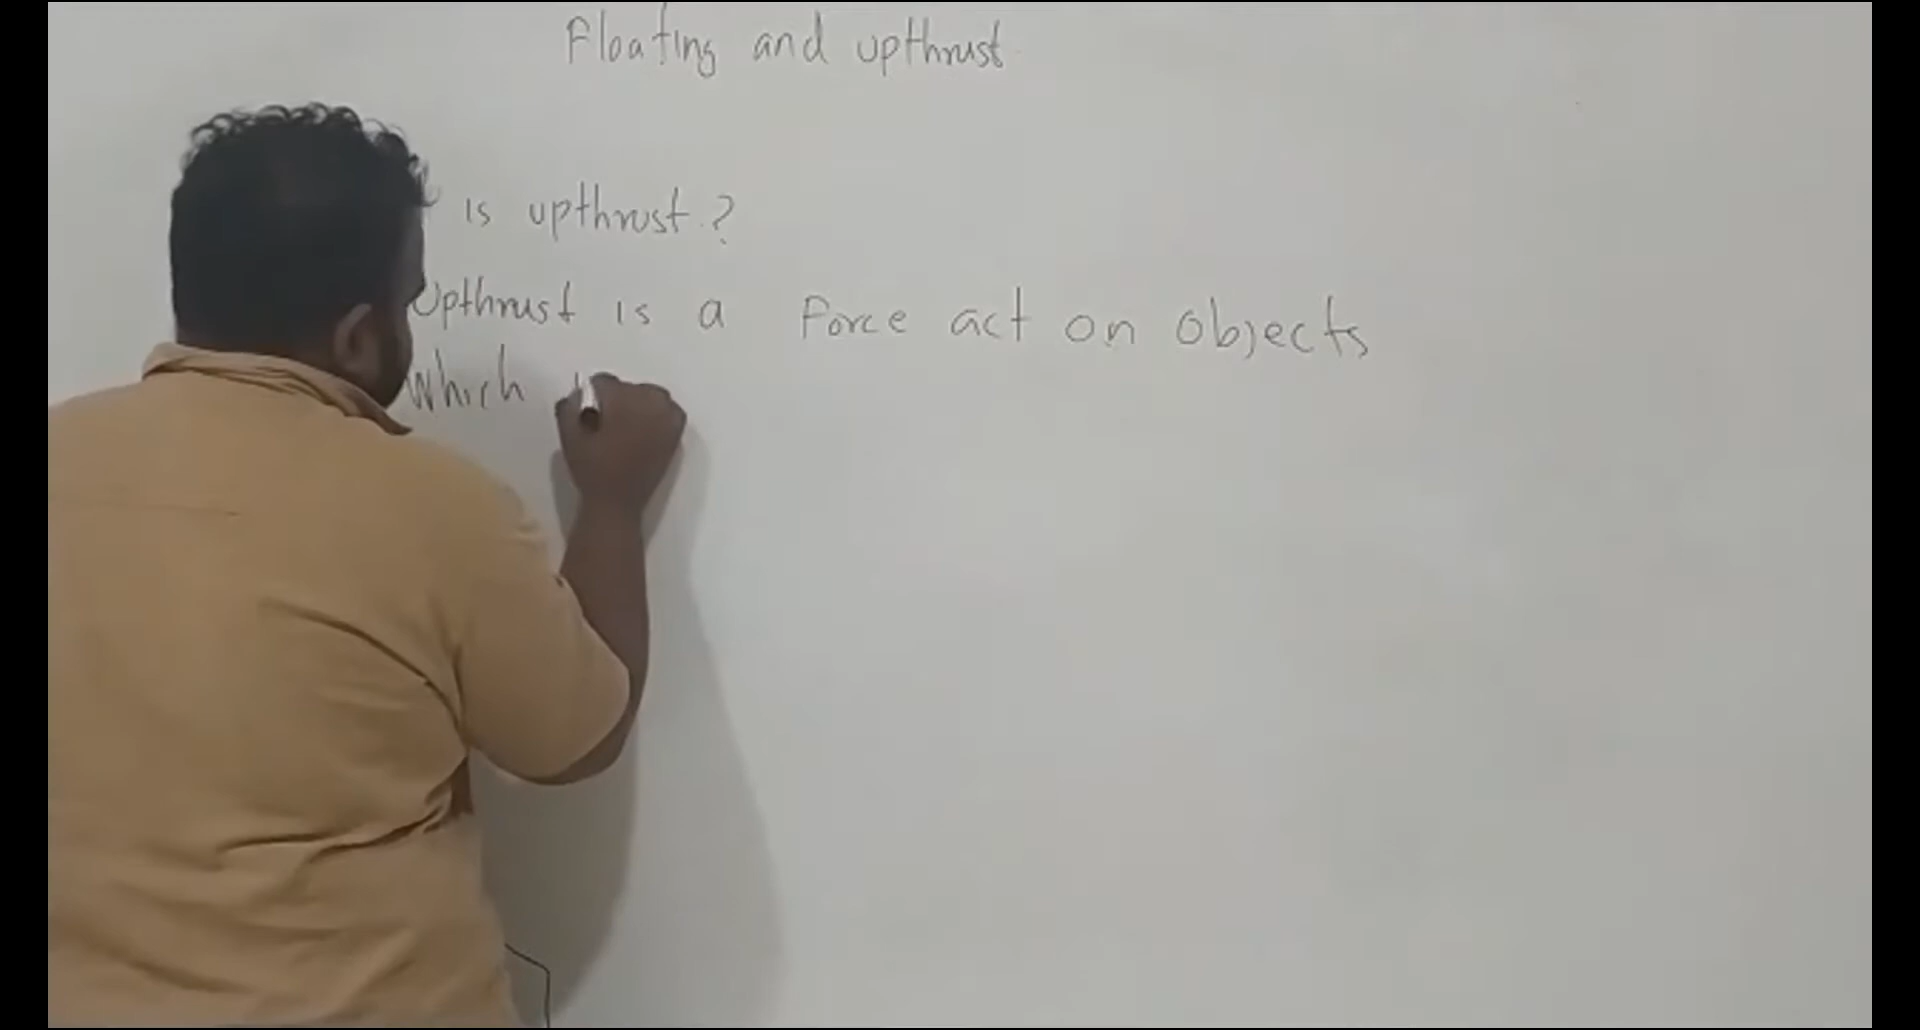 Floating and upthrust
is upthrust?
Upthrust is a force act on objects
which